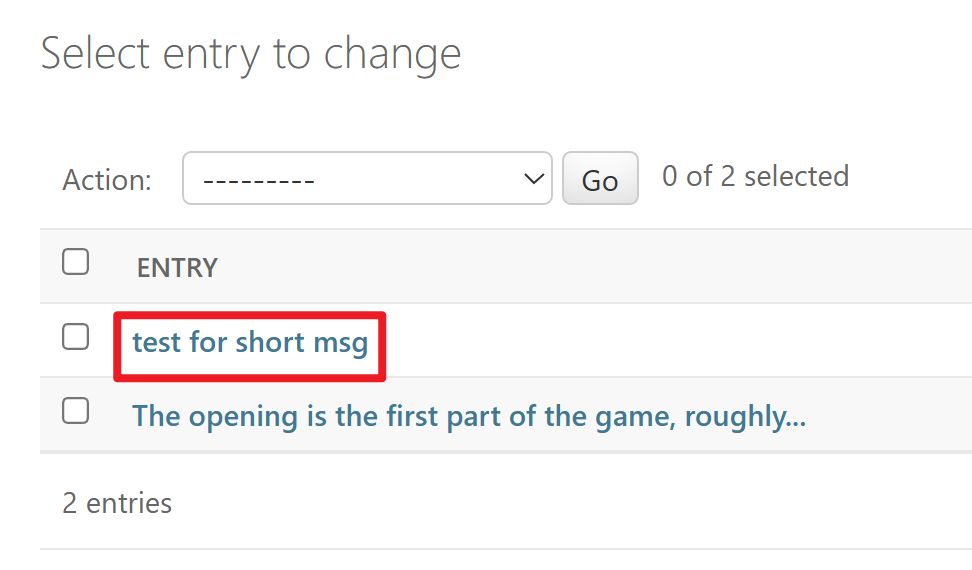 Select entry to change
Action: --------- Go 0 of 2 selected
ENTRY
test for short msg
The opening is the first part of the game, roughly...
2 entries